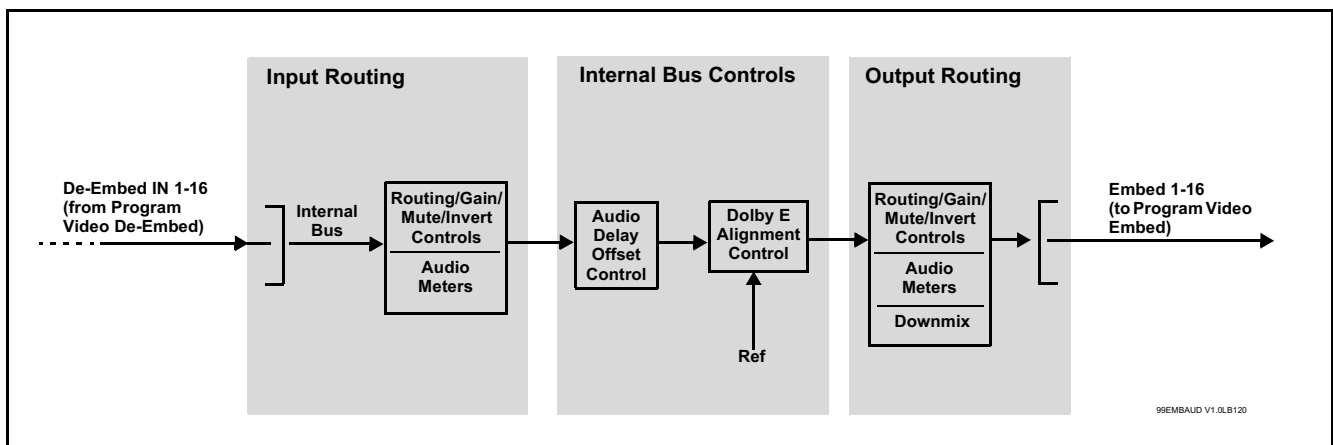 Input Routing
Internal Bus Controls
Output Routing
De-Embed IN 1-16
(from Program
Video De-Embed)
Internal
Bus
Routing/Gain/
Mute/Invert
Controls
Audio
Meters
Audio
Delay
Offset
Control
Dolby E
Alignment
Control
Ref
Routing/Gain/
Mute/Invert
Controls
Audio
Meters
Downmix
Embed 1-16
(to Program Video
Embed)
99EMBAUD V1.0LB120